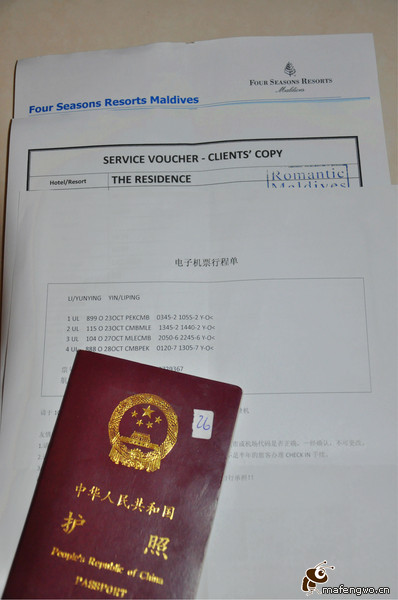 FOUR SEASONS RESORTS
Maldives
Four Seasons Resorts Maldives
SERVICE VOUCHER - CLIENTS' COPY
Hotel/Resort THE RESIDENCE
Romantic
Maldives
电子机票行程单
LI/YUNYING YIN/LIPING
1 UL 899 O 23OCT PEKCMB 0345-2 1055-2 Y-O<
2 UL 115 O 23OCT CMBMLE 1345-2 1440-2 Y-O<
3 UL 104 O 27OCT MLECMB 2050-6 2245-6 Y-O<
4 UL 888 O 28OCT CMBPEK 0120-7 1305-7 Y-O<
CHECK IN
26
中华人民共和国
护照
People's Republic of China
PASSPORT
mafengwo.cn